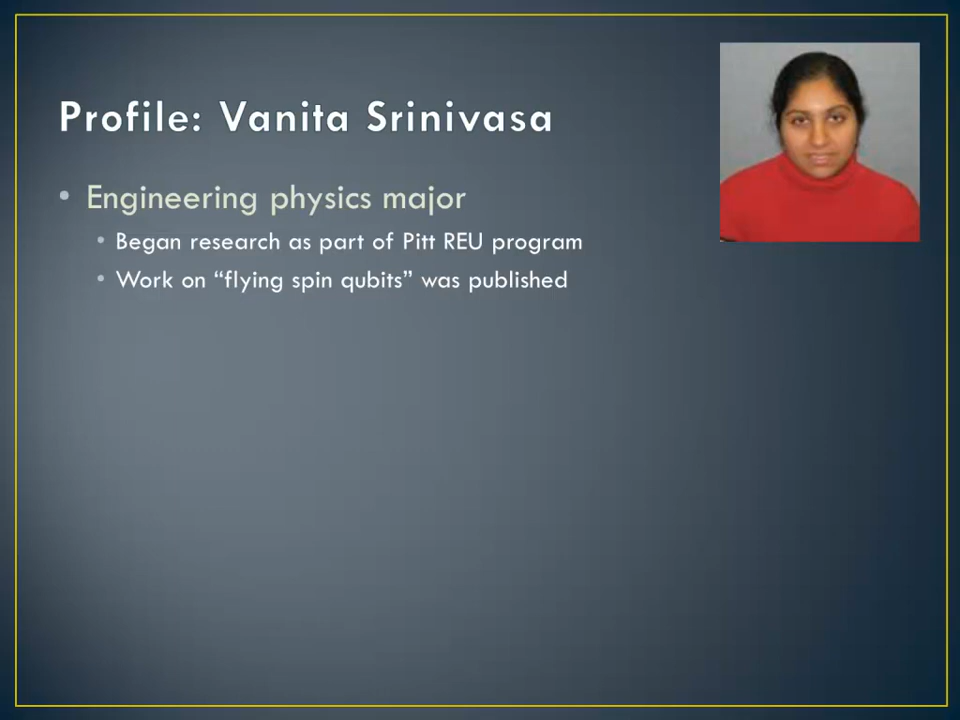 Profile: Vanita Srinivasa
• Engineering physics major
• Began research as part of Pitt REU program
• Work on “flying spin qubits” was published